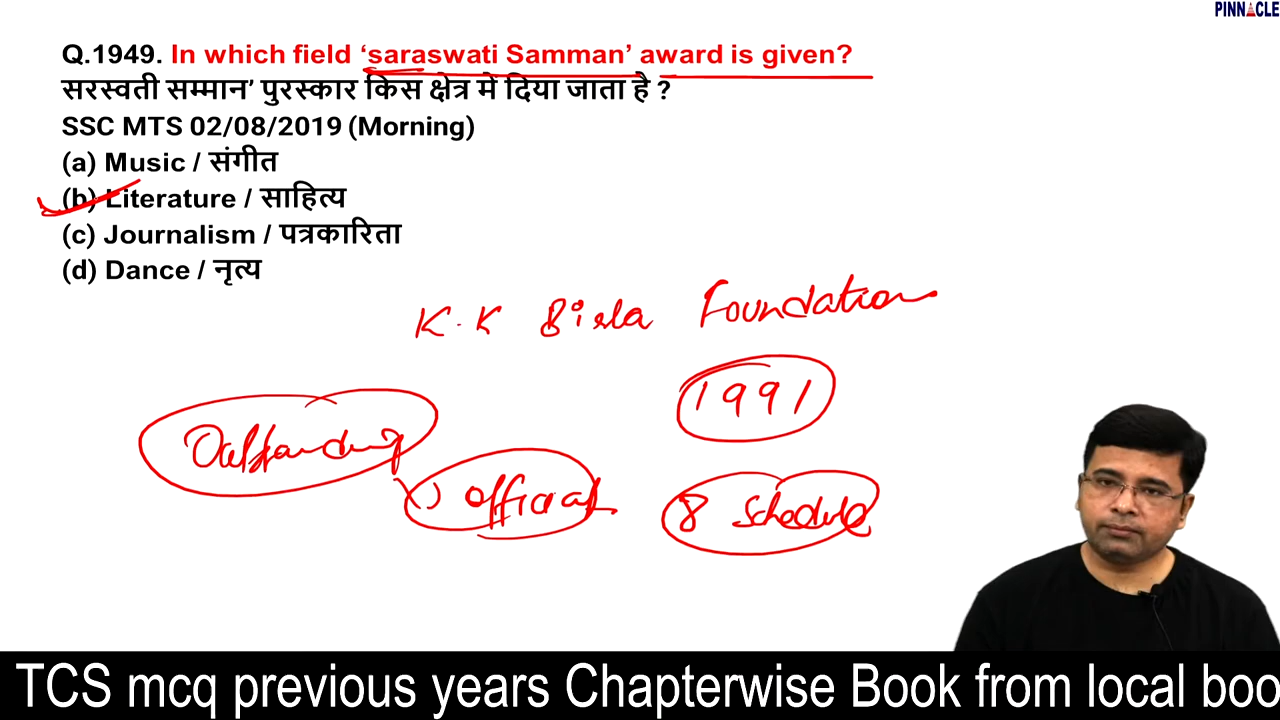 PINNACLE
Q.1949. In which field ‘saraswati Samman’ award is given?
सरस्वती सम्मान’ पुरस्कार किस क्षेत्र में दिया जाता है ?
SSC MTS 02/08/2019 (Morning)
(a) Music / संगीत
(b) Literature / साहित्य
(c) Journalism / पत्रकारिता
(d) Dance / नृत्य
K.K Birla Foundation
1991
Outstanding
official 8 Schedule
TCS mcq previous years Chapterwise Book from local boo